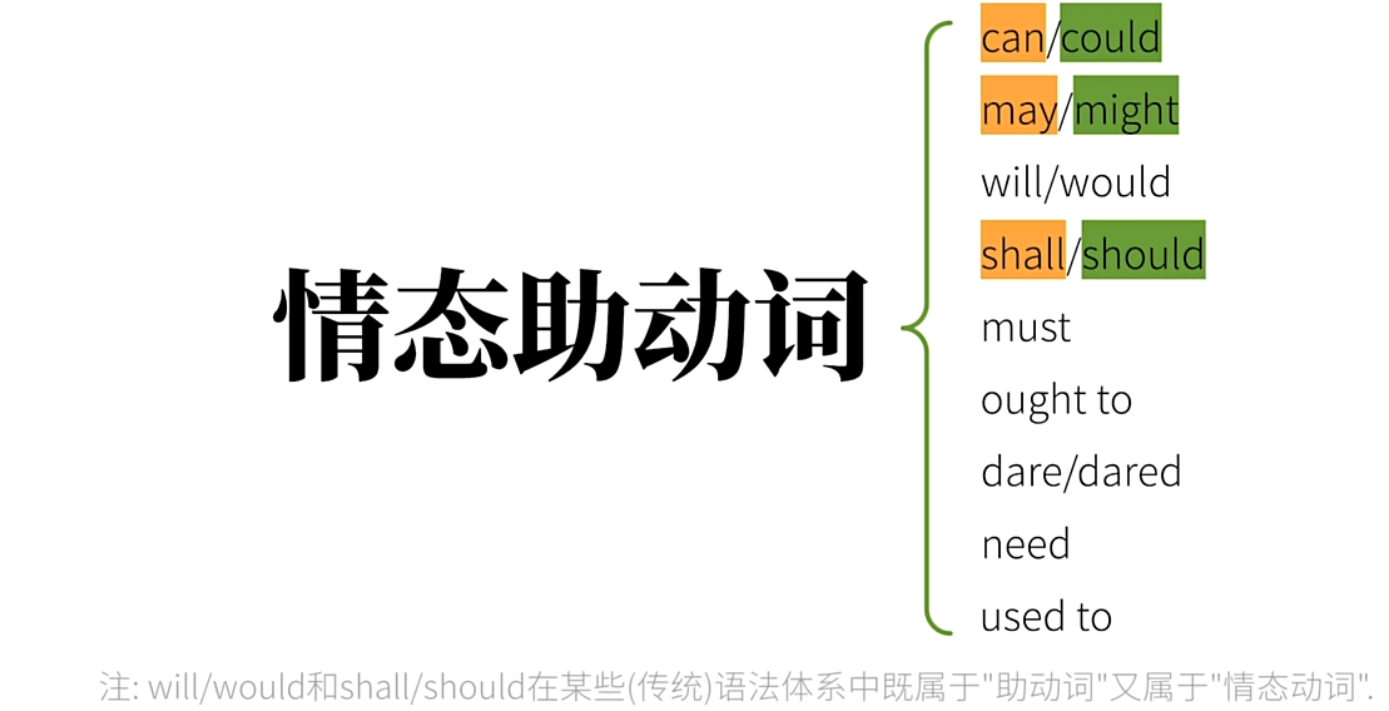 can/could
may/might
will/would
shall/should
情态助动词
must
ought to
dare/dared
need
used to
注: will/would和shall/should在某些(传统)语法体系中既属于"助动词"又属于"情态动词".